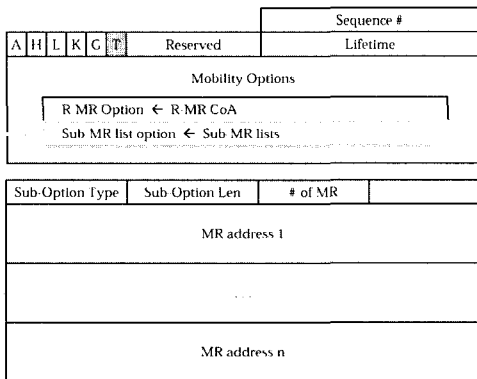 Sequence #
A H L K G T Reserved Lifetime
Mobility Options
R MR Option ← R-MR CoA
Sub MR list option ← Sub MR lists
Sub-Option Type Sub-Option Len # of MR
MR address 1
...
MR address n